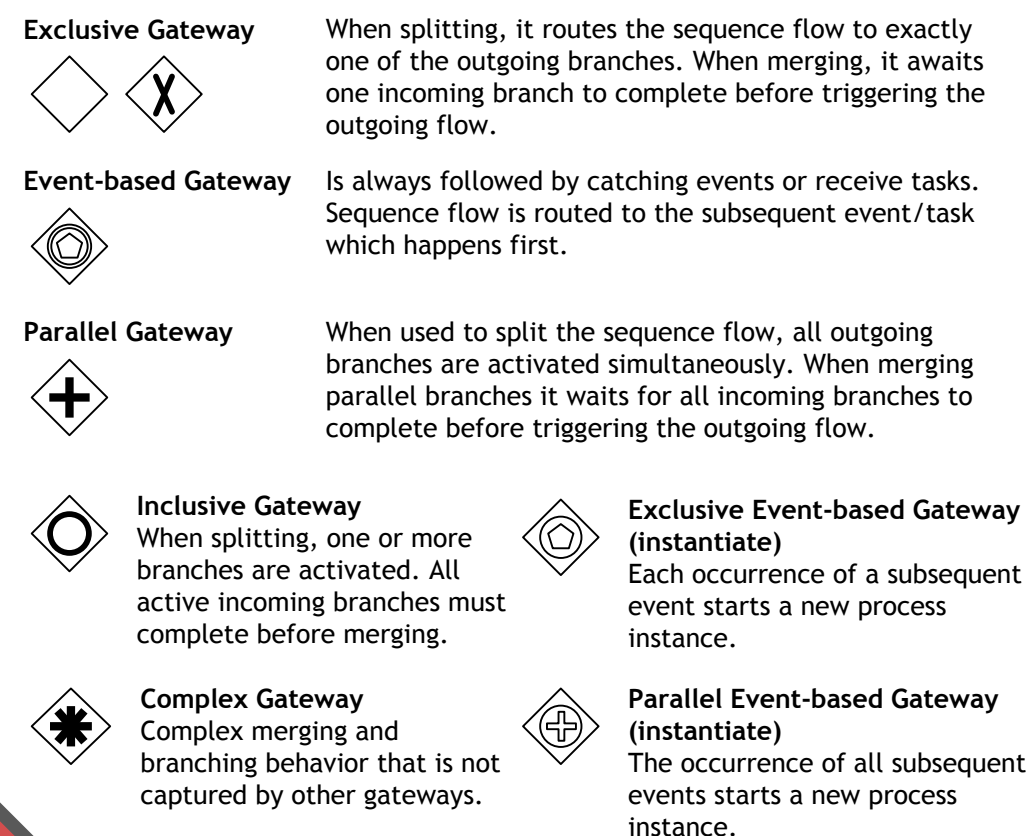 Exclusive Gateway
When splitting, it routes the sequence flow to exactly
one of the outgoing branches. When merging, it awaits
one incoming branch to complete before triggering the
outgoing flow.
Event-based Gateway
Is always followed by catching events or receive tasks.
Sequence flow is routed to the subsequent event/task
which happens first.
Parallel Gateway
When used to split the sequence flow, all outgoing
branches are activated simultaneously. When merging
parallel branches it waits for all incoming branches to
complete before triggering the outgoing flow.
Inclusive Gateway
When splitting, one or more
branches are activated. All
active incoming branches must
complete before merging.
Exclusive Event-based Gateway
(instantiate)
Each occurrence of a subsequent
event starts a new process
instance.
Complex Gateway
Complex merging and
branching behavior that is not
captured by other gateways.
Parallel Event-based Gateway
(instantiate)
The occurrence of all subsequent
events starts a new process
instance.